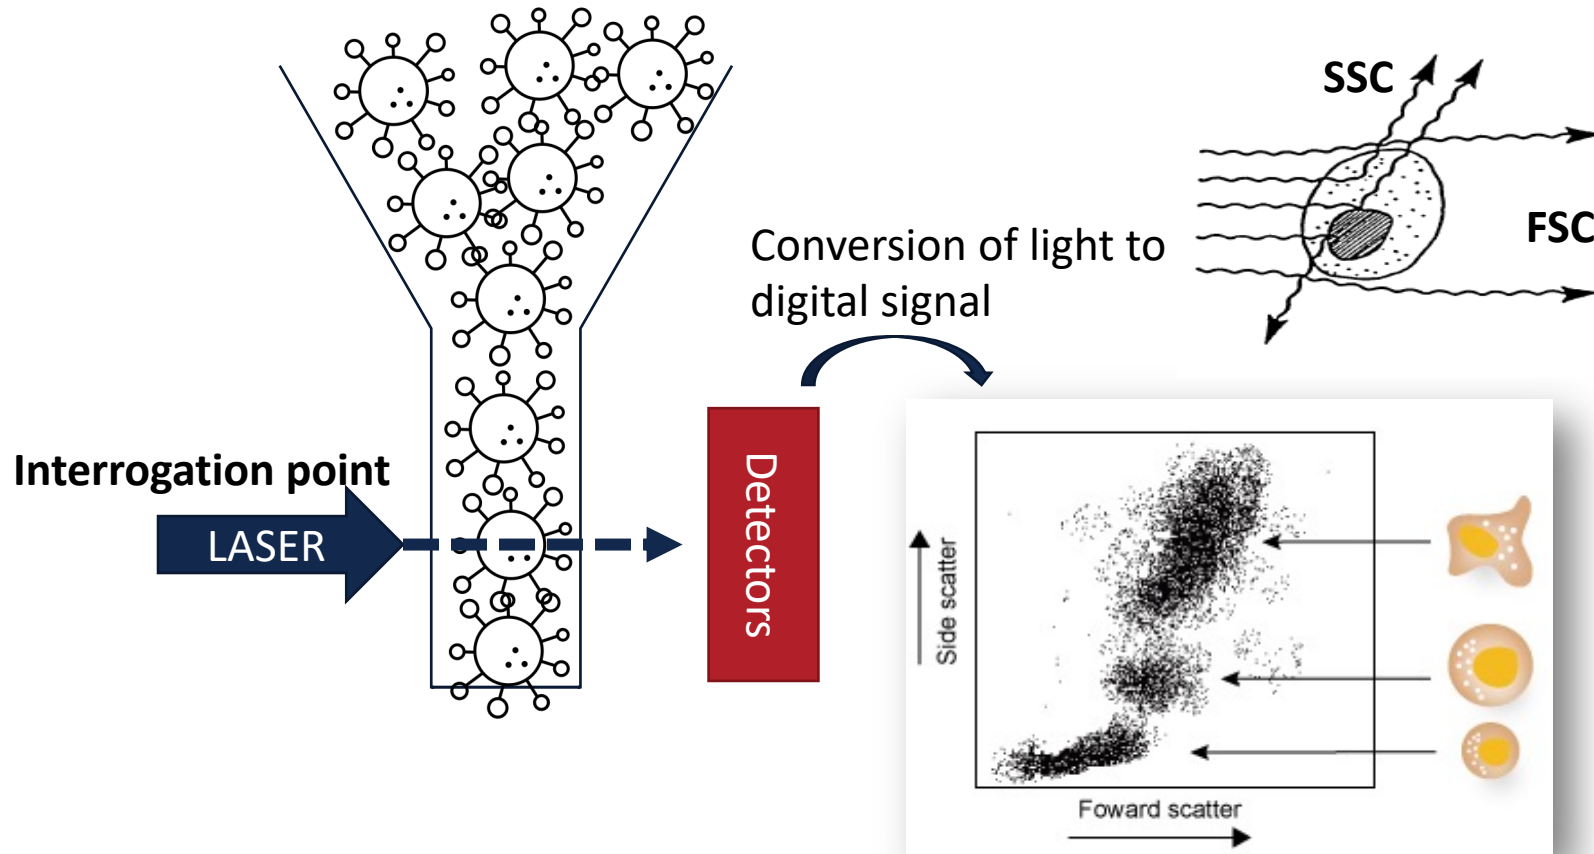 SSC
FSC
Conversion of light to
digital signal
Interrogation point
LASER
Detectors
Side scatter
Foward scatter